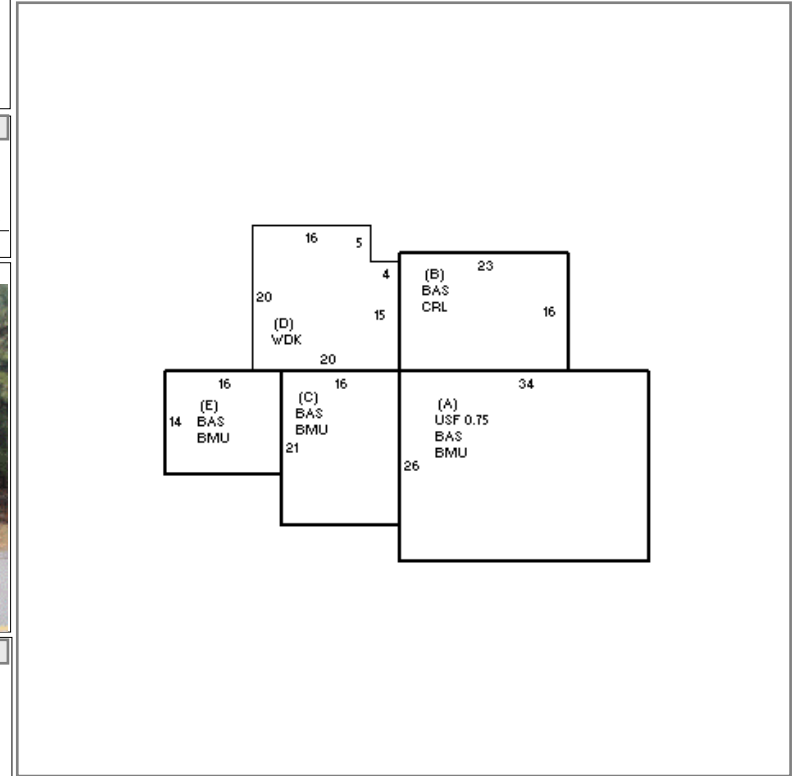 16
5
4
20
15
(D)
WDK
20
23
(B)
BAS
CRL
16
16
(E)
14
BAS
BMU
16
(C)
BAS
BMU
21
34
(A)
USF 0.75
BAS
BMU
26